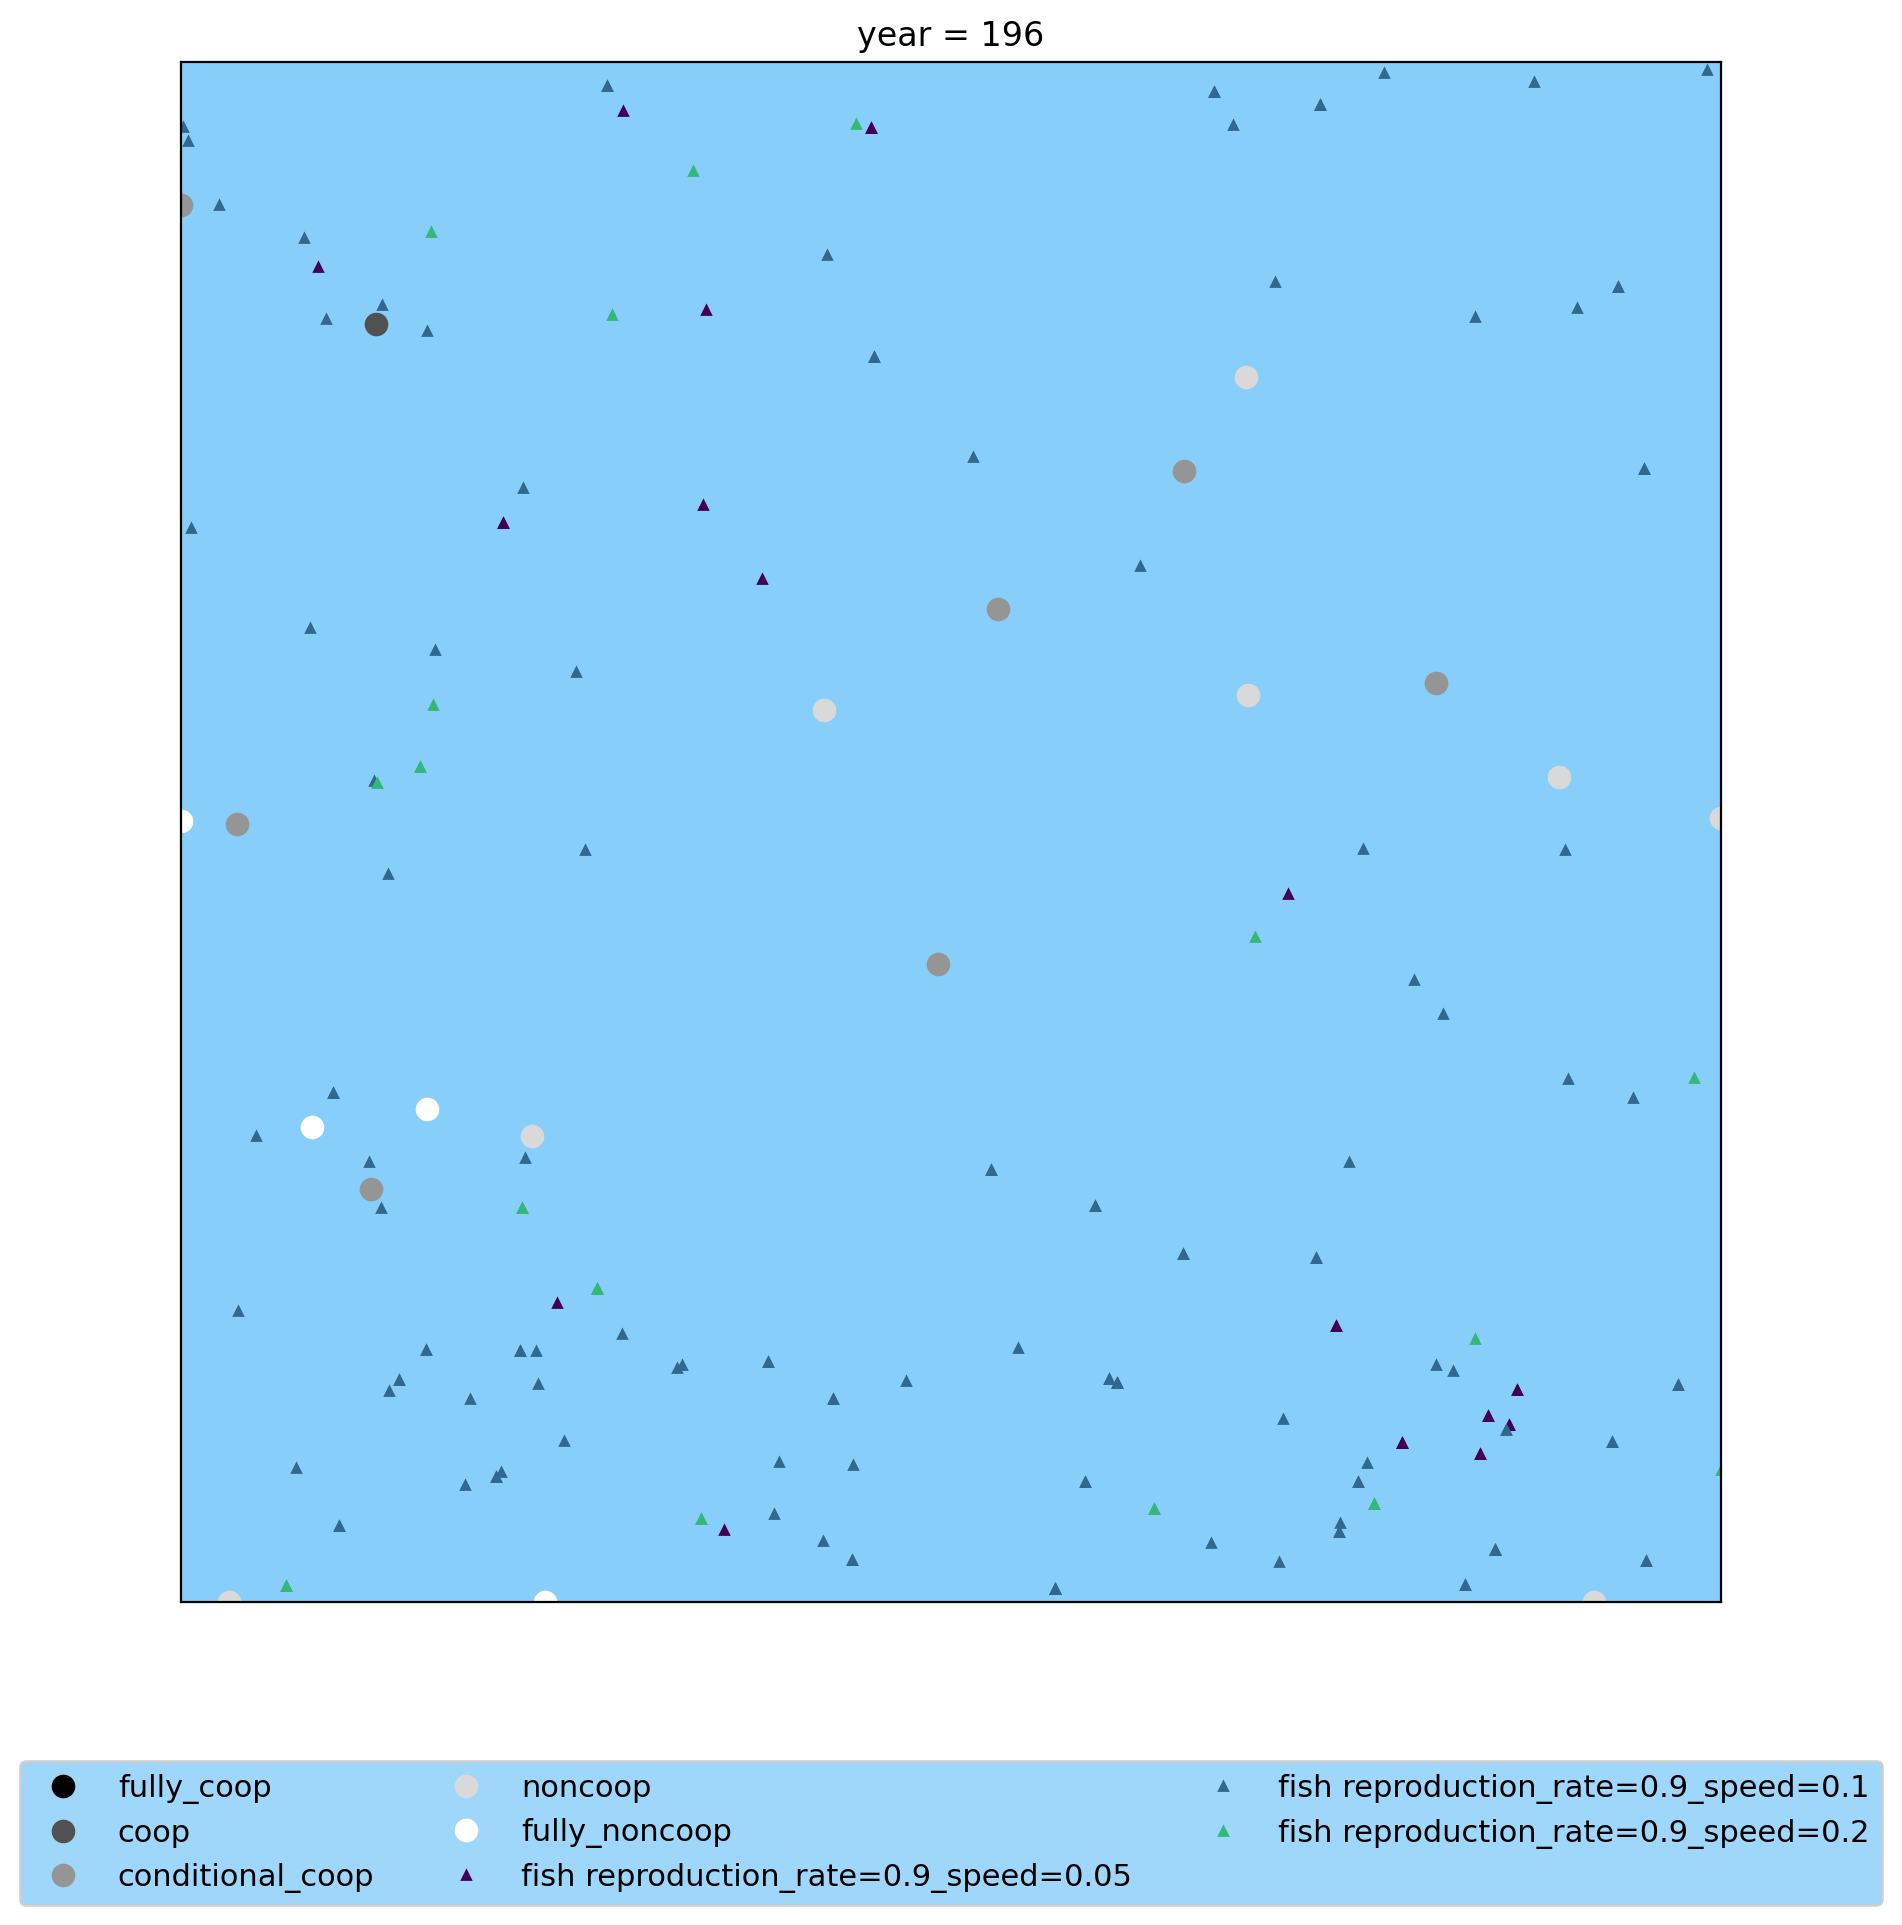 year = 196
fully_coop
coop
conditional_coop
noncoop
fully_noncoop
fish reproduction_rate=0.9_speed=0.05
fish reproduction_rate=0.9_speed=0.1
fish reproduction_rate=0.9_speed=0.2